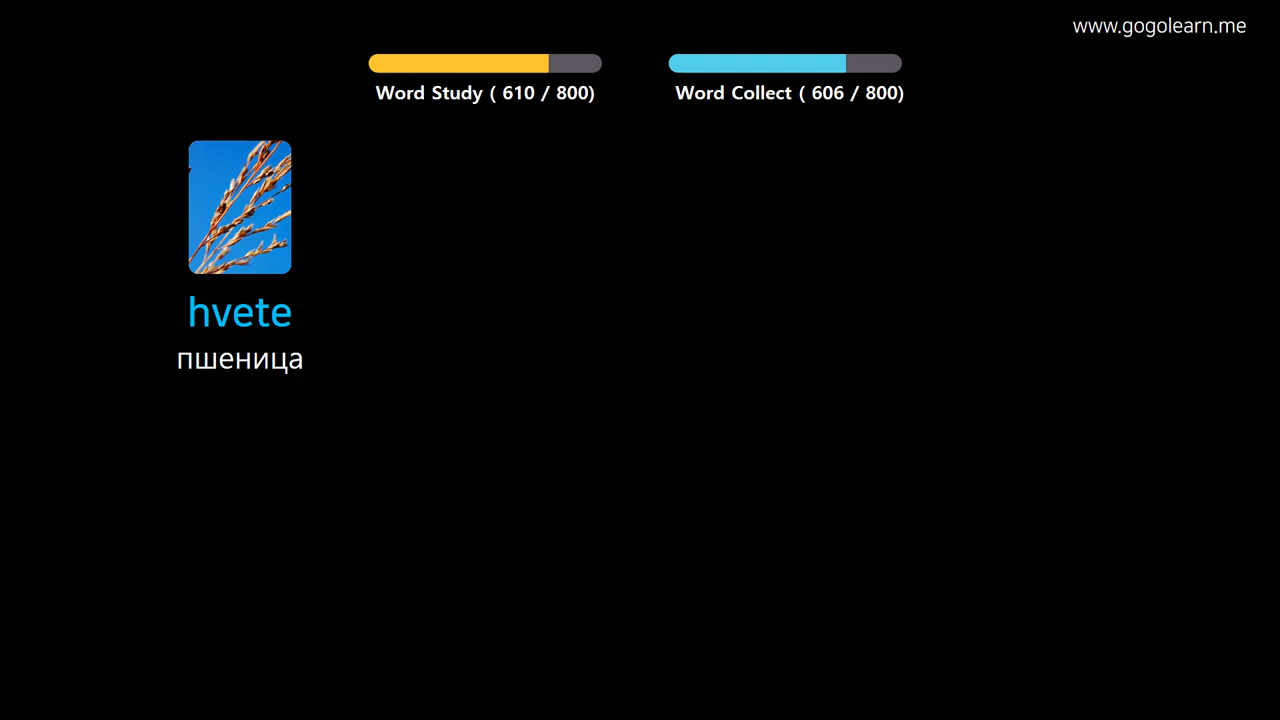 www.gogolearn.me
Word Study ( 610 / 800)
Word Collect ( 606 / 800)
hvete
пшеница